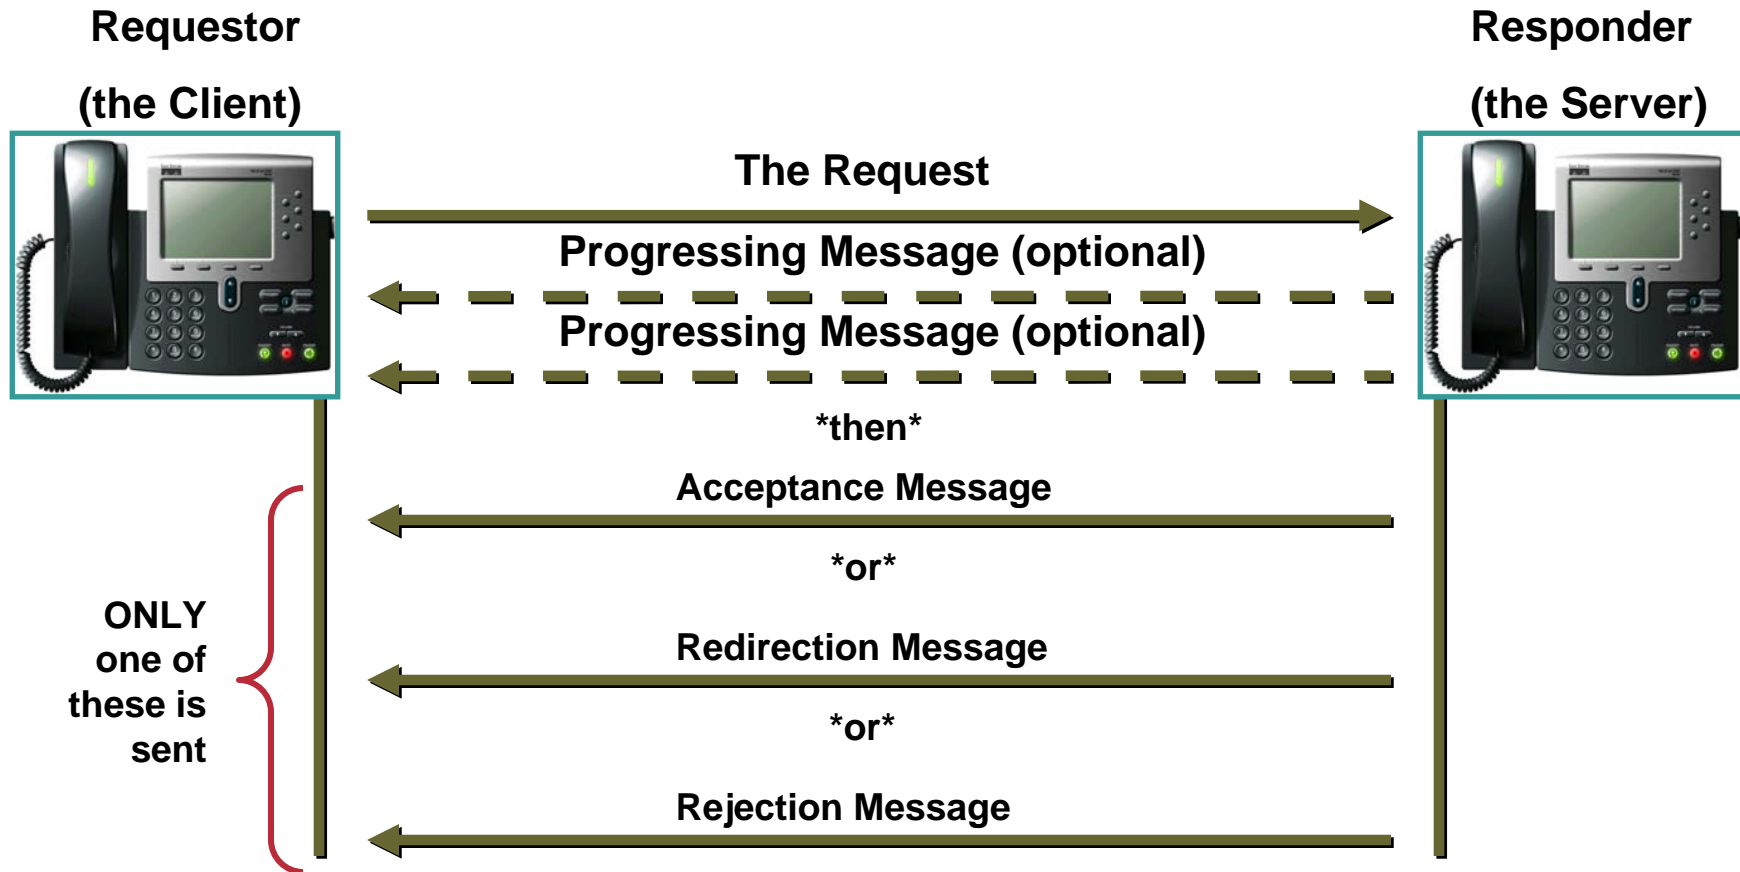 Requestor
(the Client)
Responder
(the Server)
The Request
Progressing Message (optional)
Progressing Message (optional)
*then*
Acceptance Message
*or*
Redirection Message
*or*
Rejection Message
ONLY
one of
these is
sent